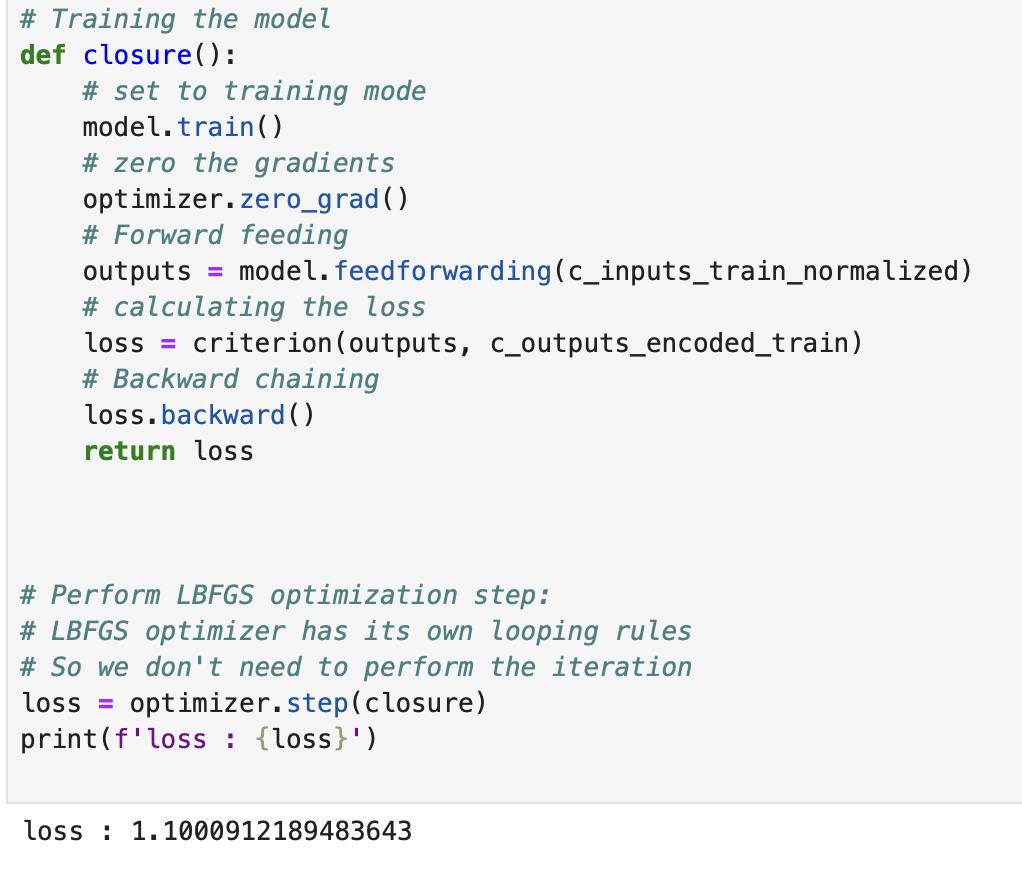 # Training the model
def closure():
    # set to training mode
    model.train()
    # zero the gradients
    optimizer.zero_grad()
    # Forward feeding
    outputs = model.feedforwarding(c_inputs_train_normalized)
    # calculating the loss
    loss = criterion(outputs, c_outputs_encoded_train)
    # Backward chaining
    loss.backward()
    return loss
# Perform LBFGS optimization step:
# LBFGS optimizer has its own looping rules
# So we don't need to perform the iteration
loss = optimizer.step(closure)
print(f'loss : {loss}')
loss : 1.1000912189483643